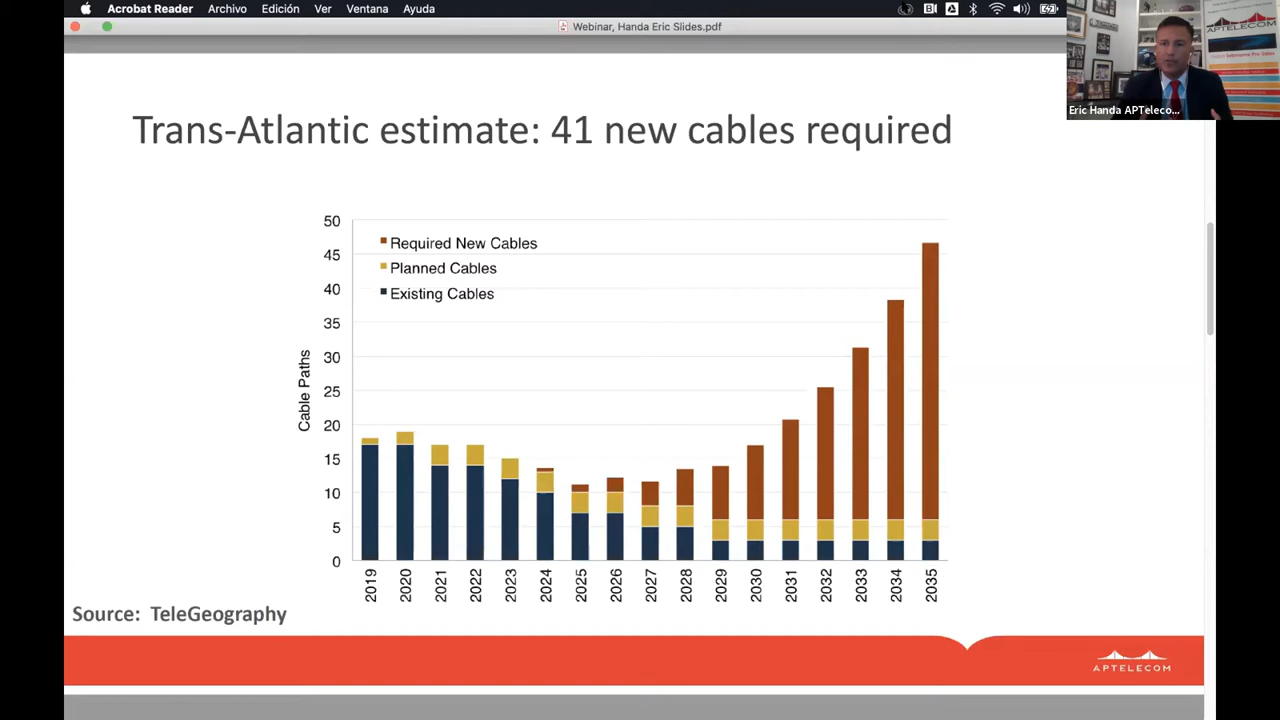 Acrobat Reader Archivo Edición Ver Ventana Ayuda
Webinar, Handa Eric Slides.pdf
APTELECOM
Eric Handa APTeleco...
Trans-Atlantic estimate: 41 new cables required
50
45
40
35
30
25
20
15
10
5
0
Cable Paths
Required New Cables
Planned Cables
Existing Cables
2019 2020 2021 2022 2023 2024 2025 2026 2027 2028 2029 2030 2031 2032 2033 2034 2035
Source: TeleGeography
APTELECOM